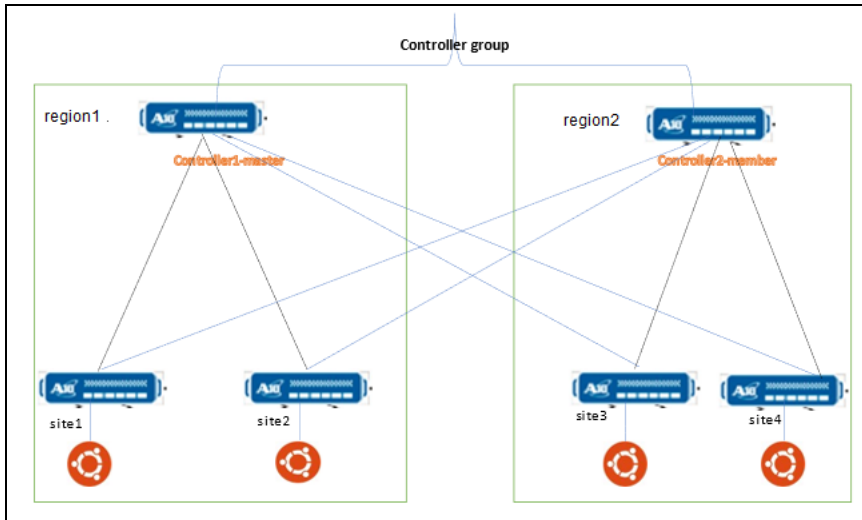 Controller group
region1 .
region2
Controller1-master
Controller2-member
site1
site2
site3
site4